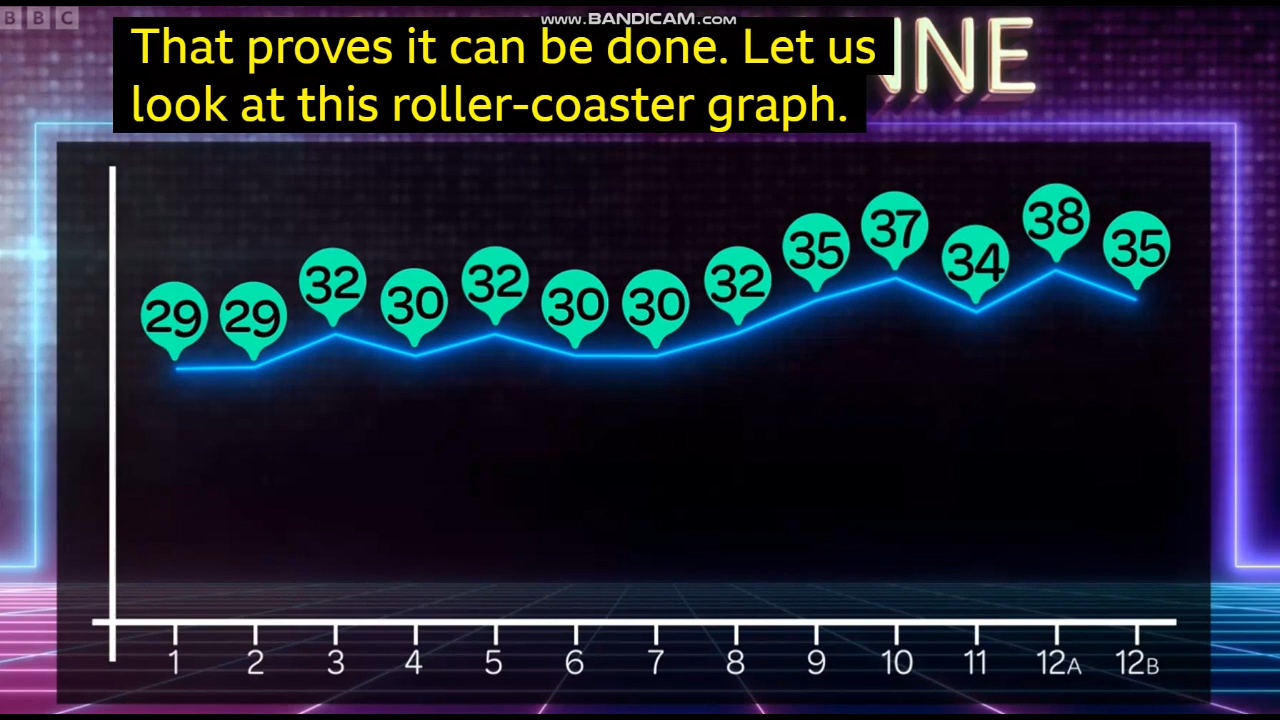 BBC
www.BANDICAM.com
That proves it can be done. Let us
look at this roller-coaster graph.
29 29 32 30 32 30 30 32 35 37 34 38 35
1 2 3 4 5 6 7 8 9 10 11 12A 12B